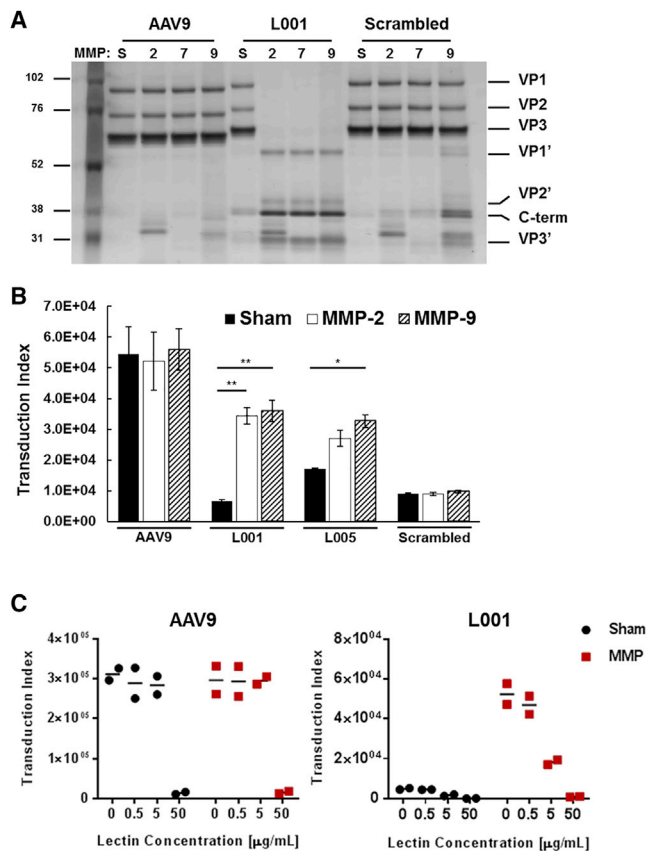 A
AAV9 L001 Scrambled
MMP: S 2 7 9 S 2 7 9 S 2 7 9
102
76
52
38
31
VP1
VP2
VP3
VP1'
VP2'
C-term
VP3'
B
Transduction Index
7.0E+04
6.0E+04
5.0E+04
4.0E+04
3.0E+04
2.0E+04
1.0E+04
0.0E+00
Sham MMP-2 MMP-9
**
**
*
AAV9 L001 L005 Scrambled
C
AAV9
Transduction Index
4×10⁰⁵
3×10⁰⁵
2×10⁰⁵
1×10⁰⁵
0
0 0.5 5 50 0 0.5 5 50
Lectin Concentration [µg/mL]
L001
Transduction Index
8×10⁰⁴
6×10⁰⁴
4×10⁰⁴
2×10⁰⁴
0
0 0.5 5 50 0 0.5 5 50
Lectin Concentration [µg/mL]
Sham
MMP